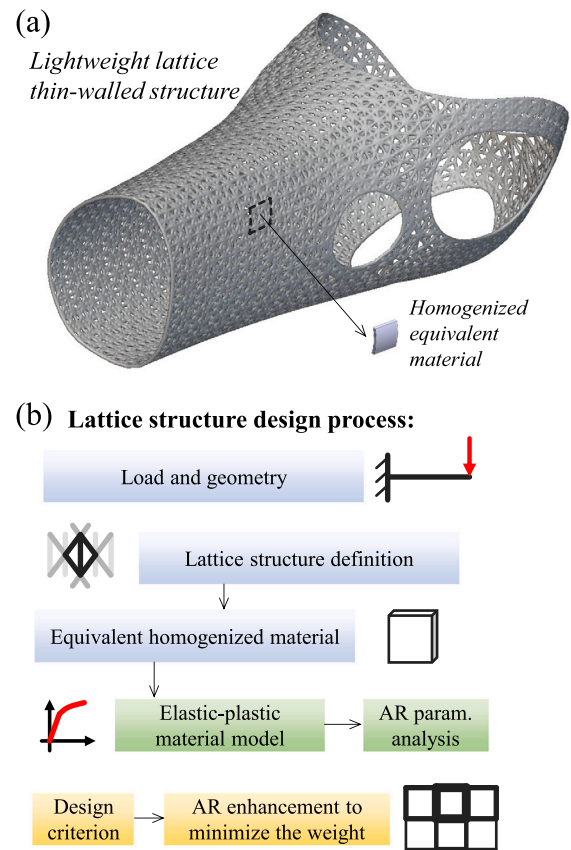 (a)
Lightweight lattice
thin-walled structure
Homogenized
equivalent
material
(b) Lattice structure design process:
Load and geometry
Lattice structure definition
Equivalent homogenized material
Elastic-plastic
material model
AR param.
analysis
Design
criterion
AR enhancement to
minimize the weight